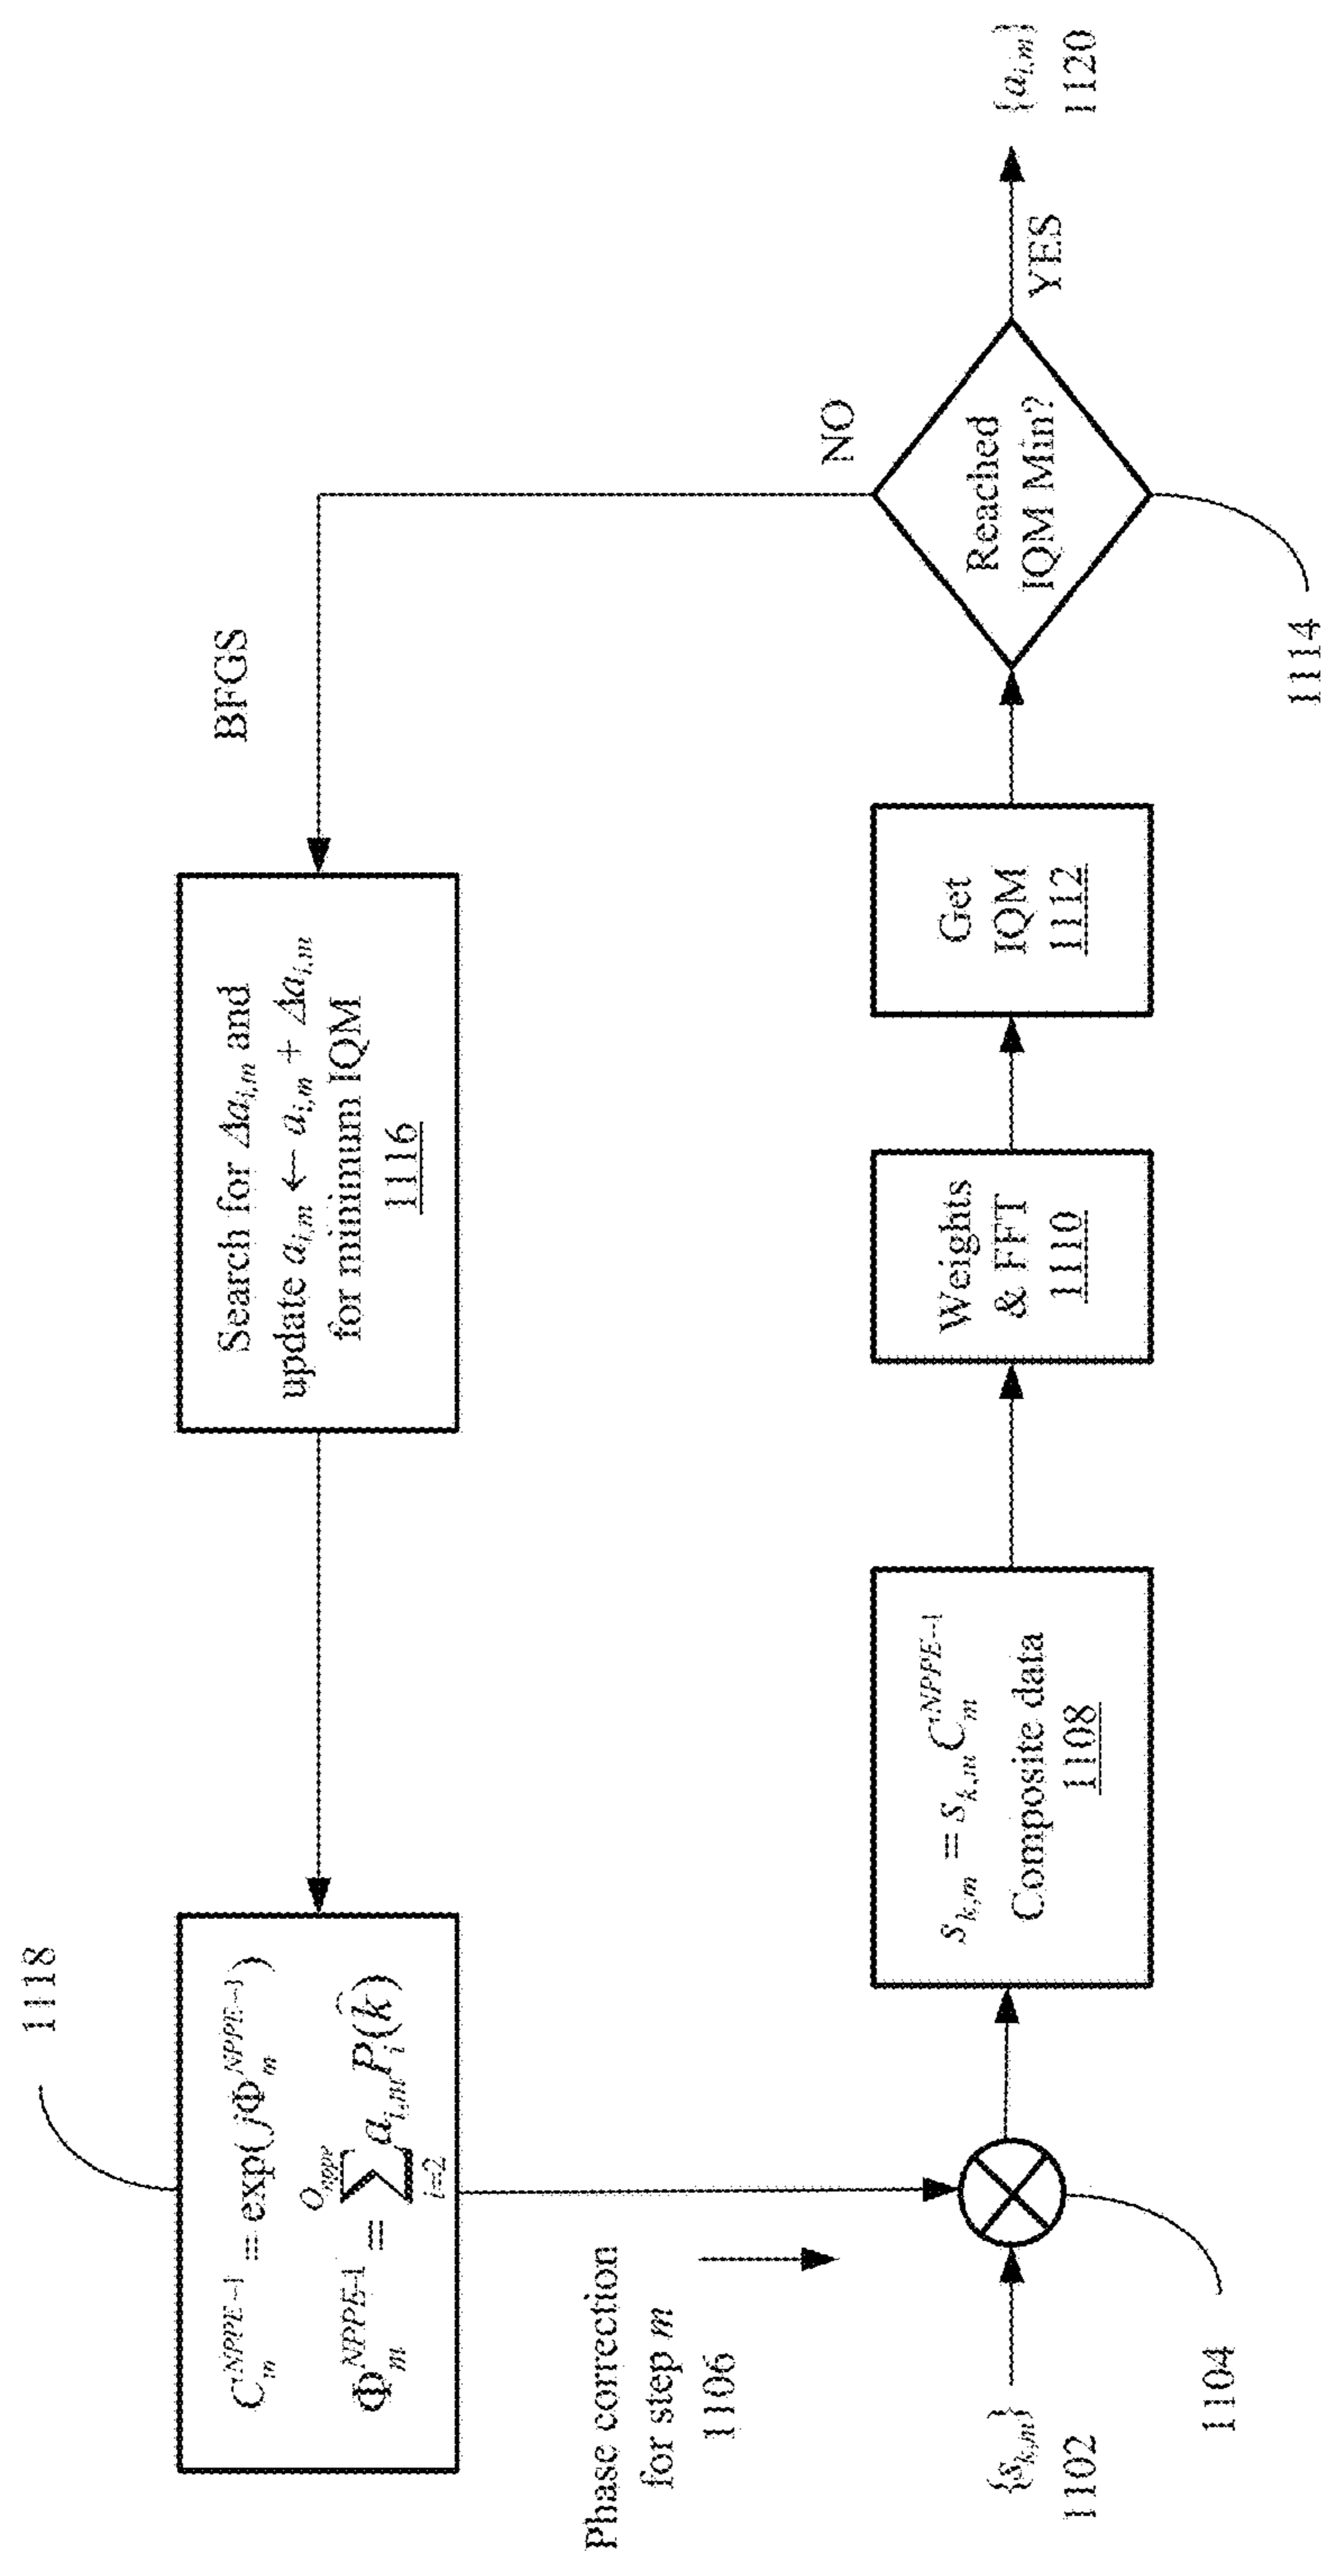 1118
C_m^{NPPE-1} = exp(jΦ_m^{NPPE-1})
Φ_m^{NPPE-1} = \sum_{i=2}^{O_{nppe}} a_{i,m}P_i(\hat{k})
Search for Δa_{i,m} and
update a_{i,m} ← a_{i,m} + Δa_{i,m}
for minimum IQM
1116
BFGS
Phase correction
for step m
1106
{s_{k,m}}
1102
1104
s_{k,m} = s_{k,m}C_m^{NPPE-1}
Composite data
1108
Weights
& FFT
1110
Get
IQM
1112
Reached
IQM Min?
1114
NO
YES
{a_{i,m}}
1120